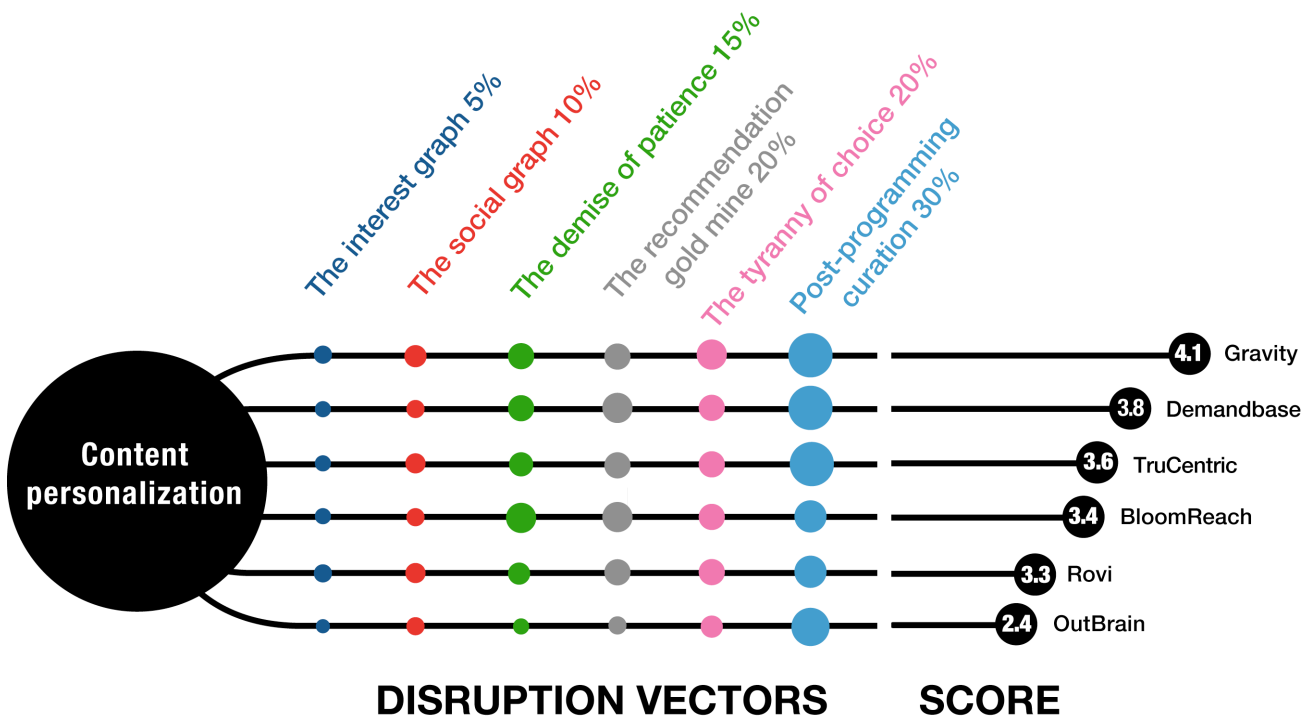 The interest graph 5%
The social graph 10%
The demise of patience 15%
The recommendation
gold mine 20%
The tyranny of choice 20%
Post-programming
curation 30%
Content
personalization
4.1 Gravity
3.8 Demandbase
3.6 TruCentric
3.4 BloomReach
3.3 Rovi
2.4 OutBrain
DISRUPTION VECTORS SCORE